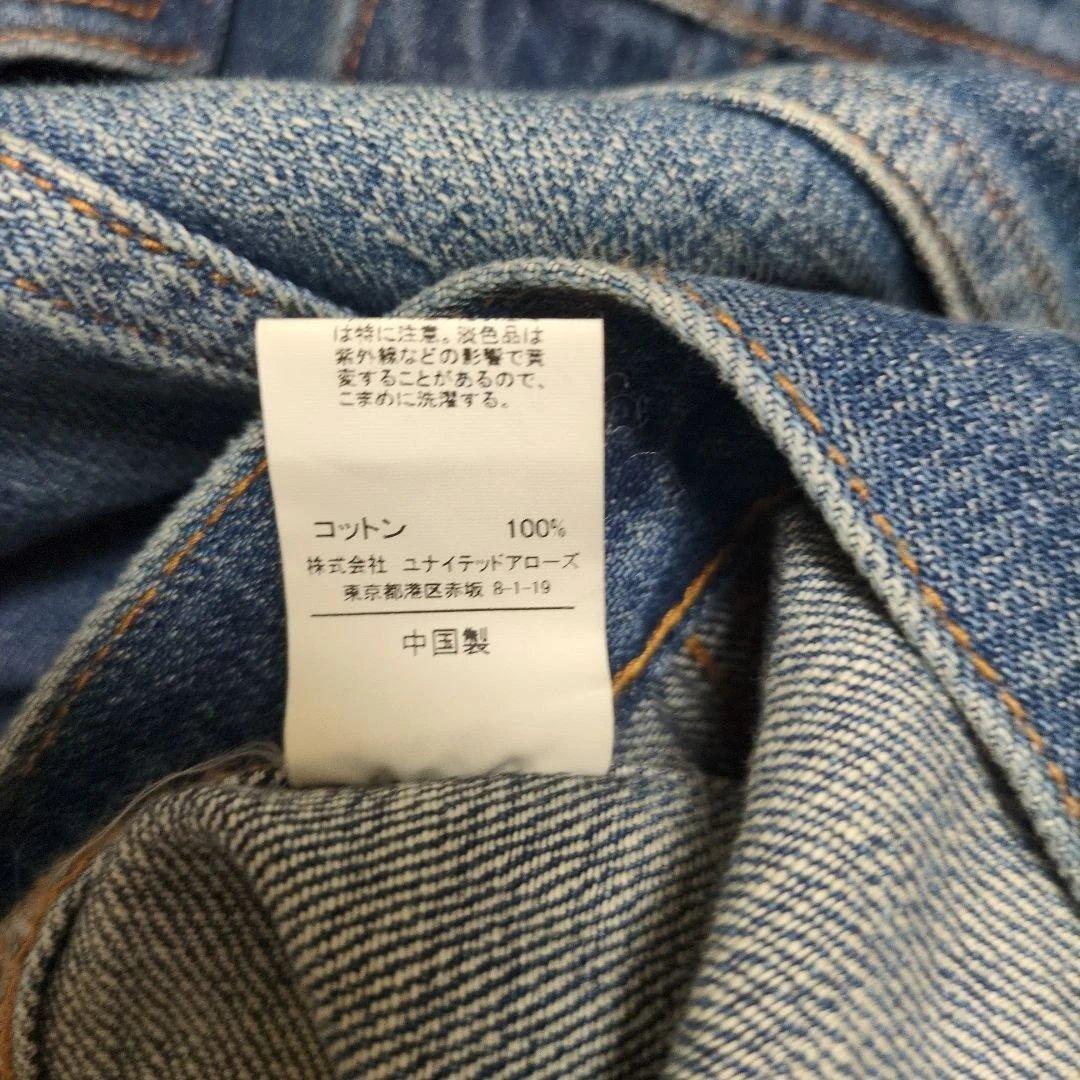 は特に注意。淡色品は
紫外線などの影響で黄
変することがあるので、
こまめに洗濯する。
コットン 100%
株式会社 ユナイテッドアローズ
東京都港区赤坂 8-1-19
中国製